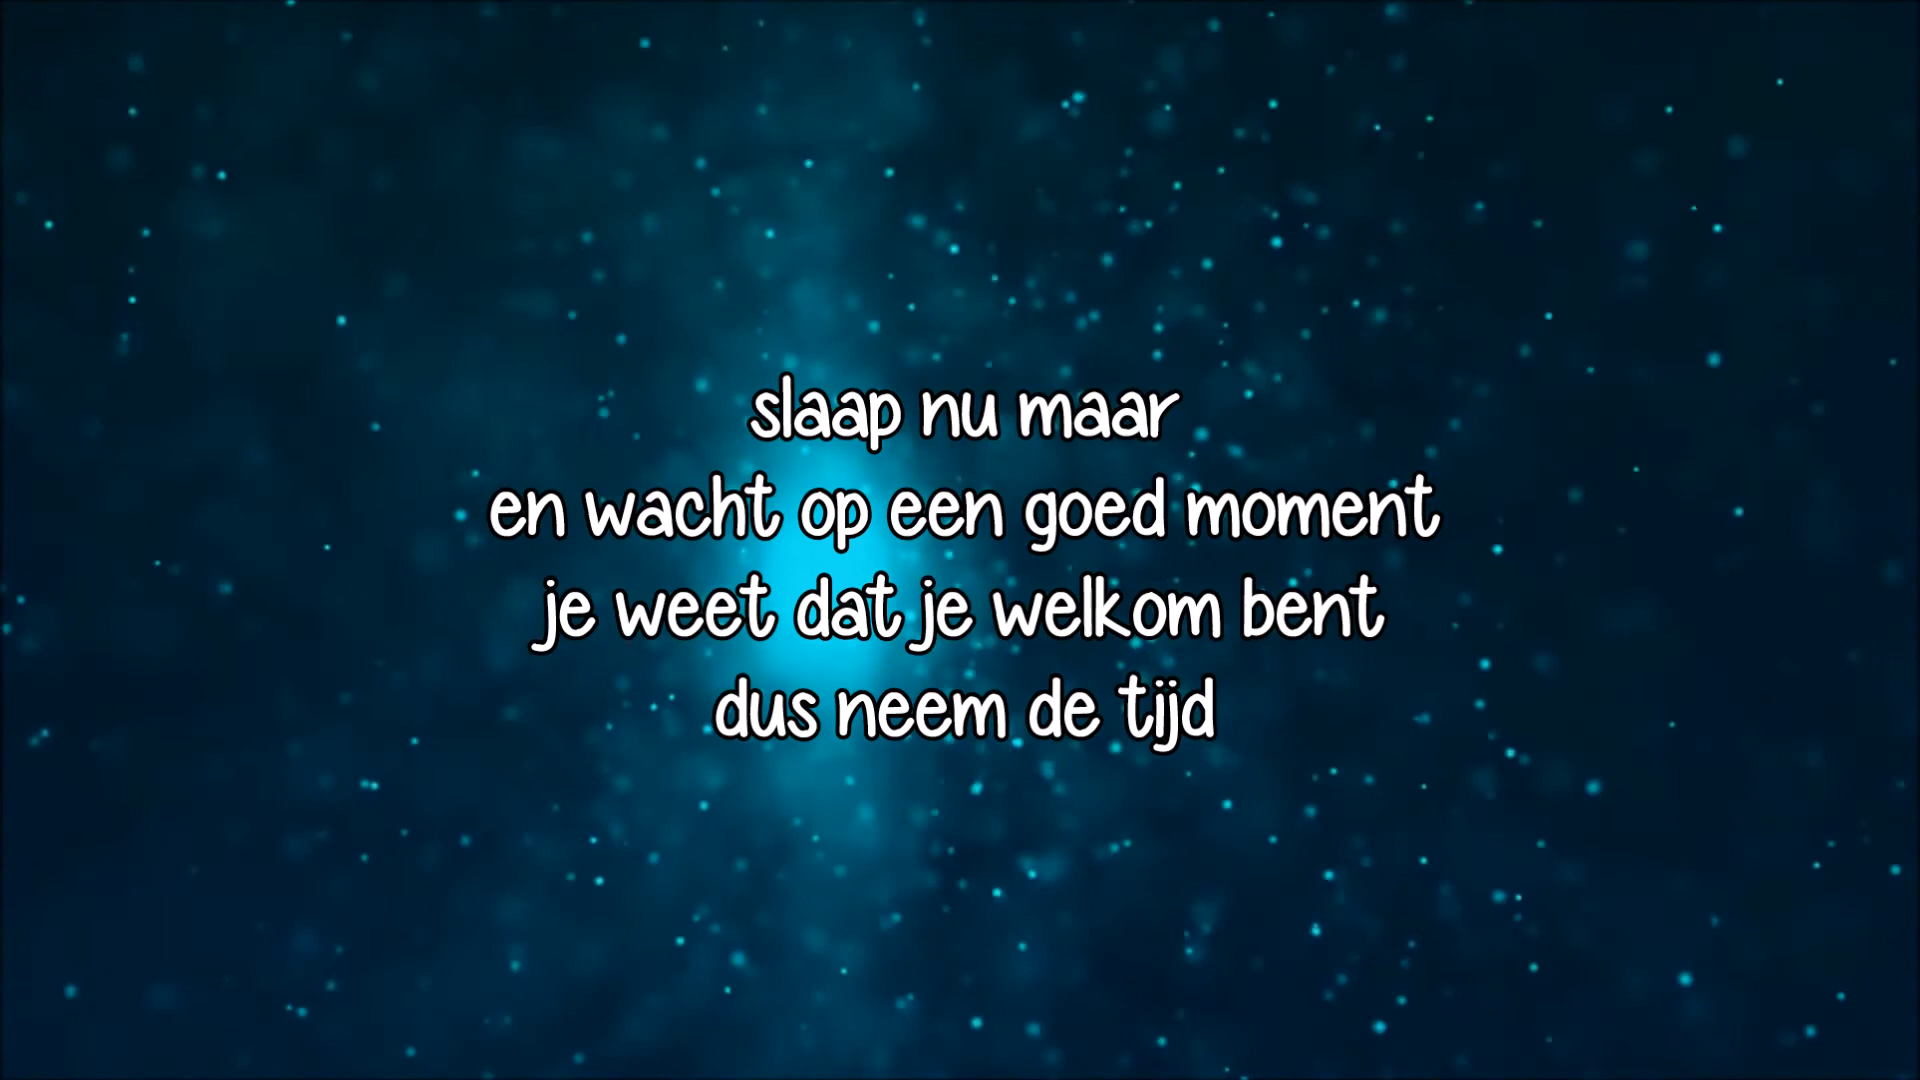 slaap nu maar
en wacht op een goed moment
je weet dat je welkom bent
dus neem de tijd